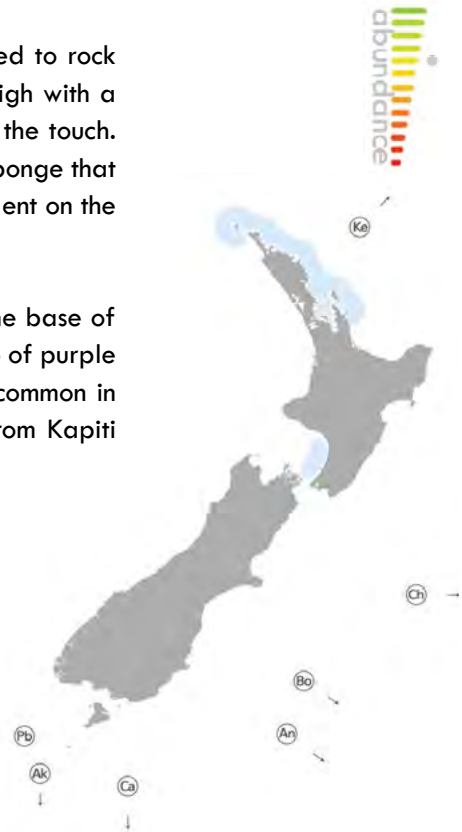 abundance
ed to rock
igh with a
the touch.
ponge that
ent on the
ne base of
of purple
common in
rom Kapiti
Ke
Ch
Bo
An
Pb
Ak
Ca